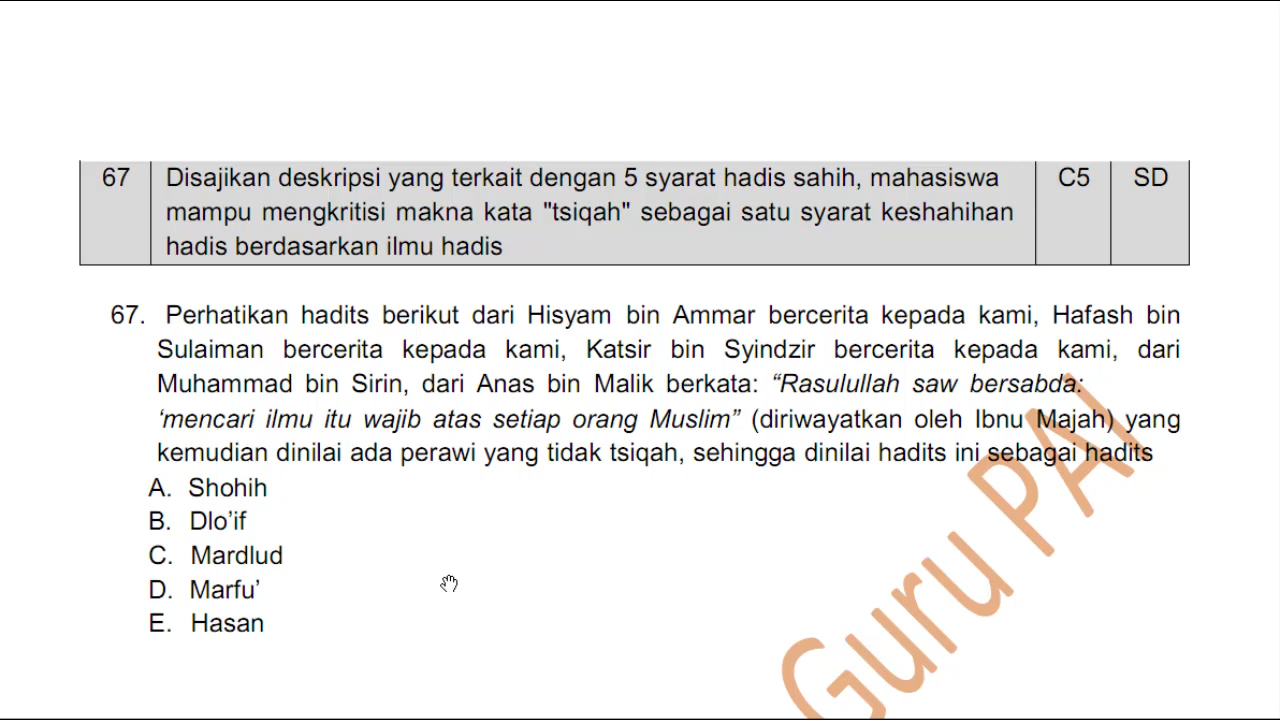 67 Disajikan deskripsi yang terkait dengan 5 syarat hadis sahih, mahasiswa C5 SD
mampu mengkritisi makna kata "tsiqah" sebagai satu syarat keshahihan
hadis berdasarkan ilmu hadis
67. Perhatikan hadits berikut dari Hisyam bin Ammar bercerita kepada kami, Hafash bin
Sulaiman bercerita kepada kami, Katsir bin Syindzir bercerita kepada kami, dari
Muhammad bin Sirin, dari Anas bin Malik berkata: “Rasulullah saw bersabda:
‘mencari ilmu itu wajib atas setiap orang Muslim” (diriwayatkan oleh Ibnu Majah) yang
kemudian dinilai ada perawi yang tidak tsiqah, sehingga dinilai hadits ini sebagai hadits
A. Shohih
B. Dlo’if
C. Mardlud
D. Marfu’
E. Hasan
Guru PAI